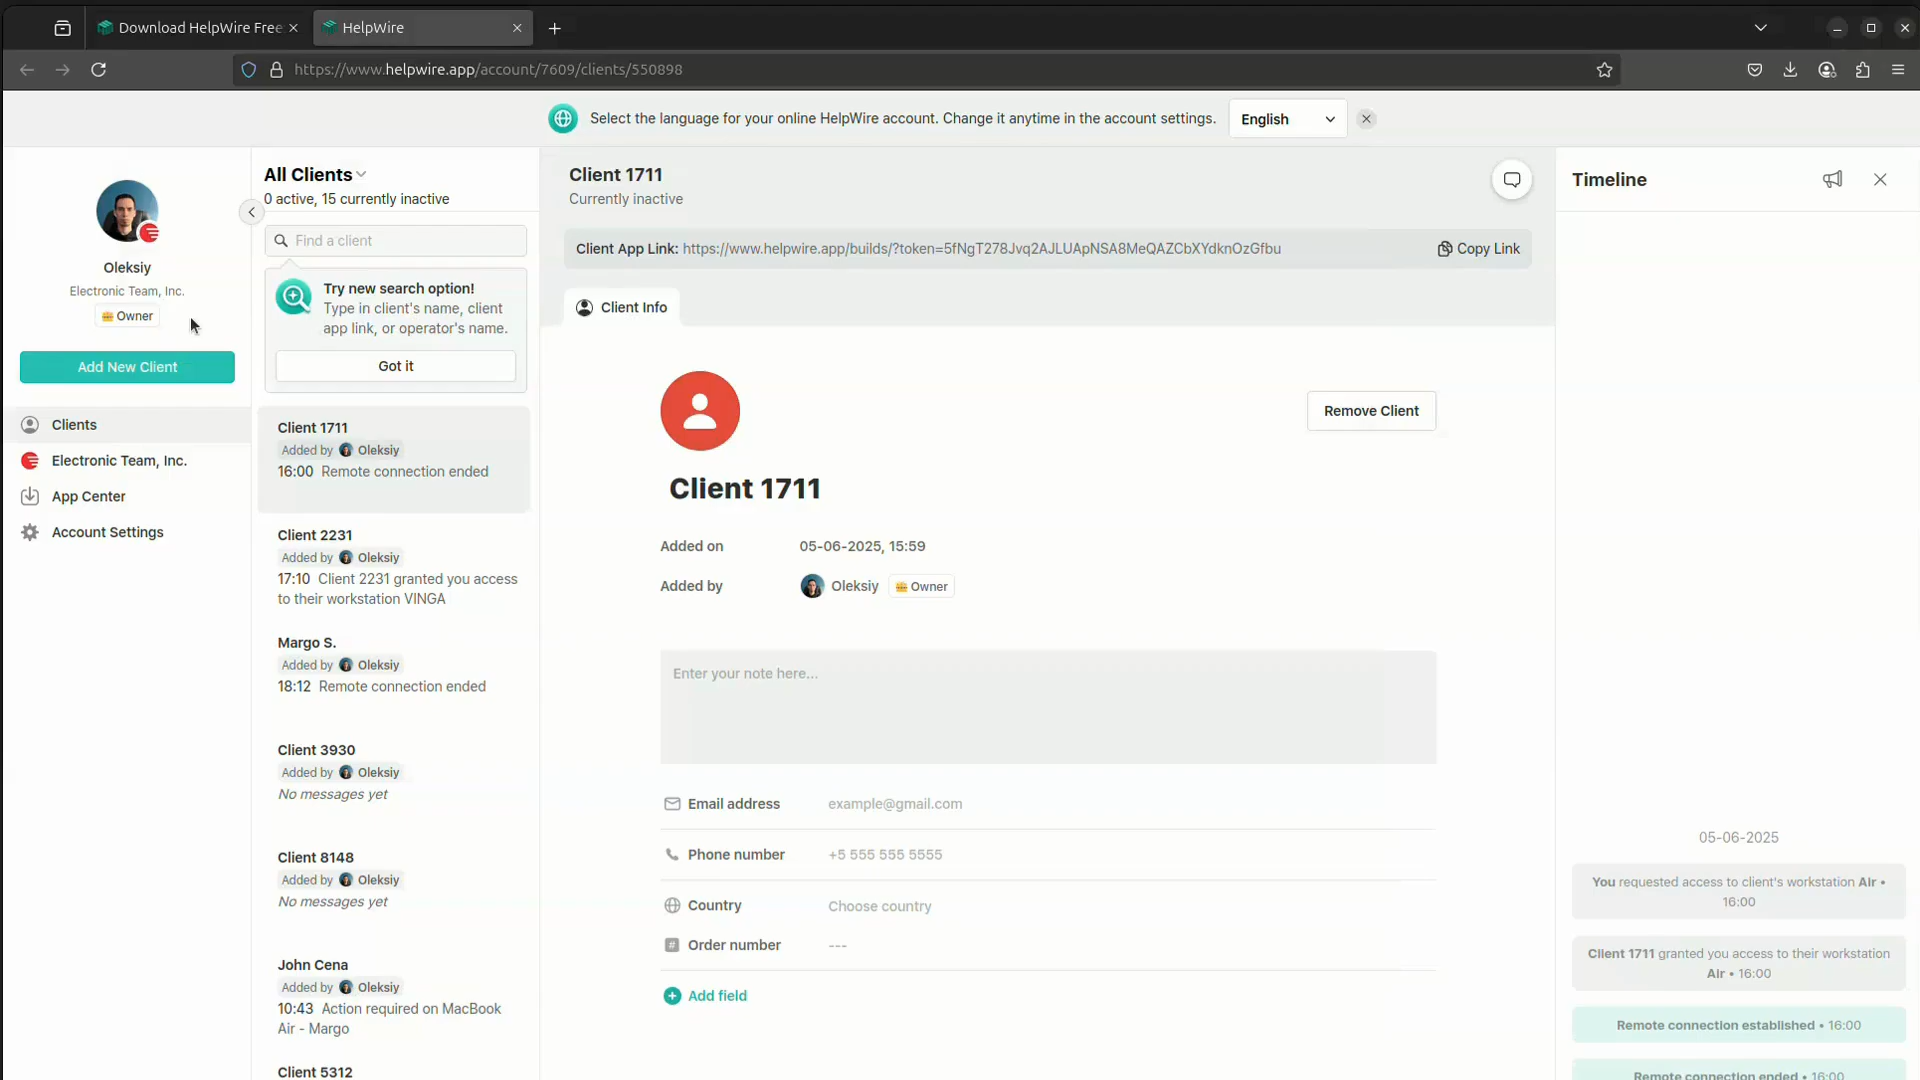 Download HelpWire Free
HelpWire
https://www.helpwire.app/account/7609/clients/550898
Select the language for your online HelpWire account. Change it anytime in the account settings.
English
Oleksiy
Electronic Team, Inc.
Owner
Add New Client
Clients
Electronic Team, Inc.
App Center
Account Settings
All Clients
0 active, 15 currently inactive
Find a client
Try new search option!
Type in client's name, client
app link, or operator's name.
Got it
Client 1711
Added by Oleksiy
16:00 Remote connection ended
Client 2231
Added by Oleksiy
17:10 Client 2231 granted you access
to their workstation VINGA
Margo S.
Added by Oleksiy
18:12 Remote connection ended
Client 3930
Added by Oleksiy
No messages yet
Client 8148
Added by Oleksiy
No messages yet
John Cena
Added by Oleksiy
10:43 Action required on MacBook
Air - Margo
Client 5312
Client 1711
Currently inactive
Client App Link: https://www.helpwire.app/builds/?token=5fNgT278Jvq2AJLUApNSA8MeQAZCbXYdknOzGfbu
Copy Link
Client Info
Remove Client
Client 1711
Added on 05-06-2025, 15:59
Added by Oleksiy Owner
Enter your note here...
Email address example@gmail.com
Phone number +5 555 555 5555
Country Choose country
# Order number ---
Add field
Timeline
05-06-2025
You requested access to client's workstation Air •
16:00
Client 1711 granted you access to their workstation
Air • 16:00
Remote connection established • 16:00
Remote connection ended • 16:00